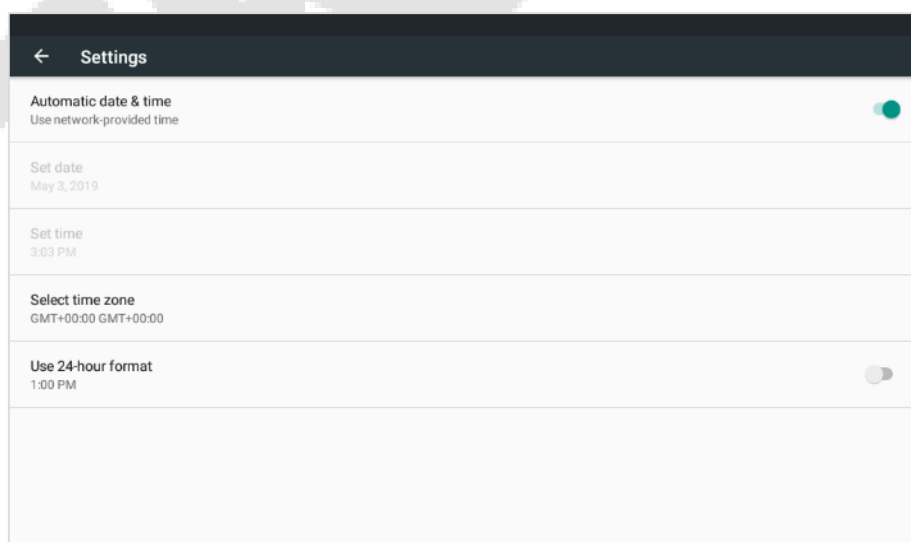 Settings
Automatic date & time
Use network-provided time
Set date
May 3, 2019
Set time
3:03 PM
Select time zone
GMT+00:00 GMT+00:00
Use 24-hour format
1:00 PM